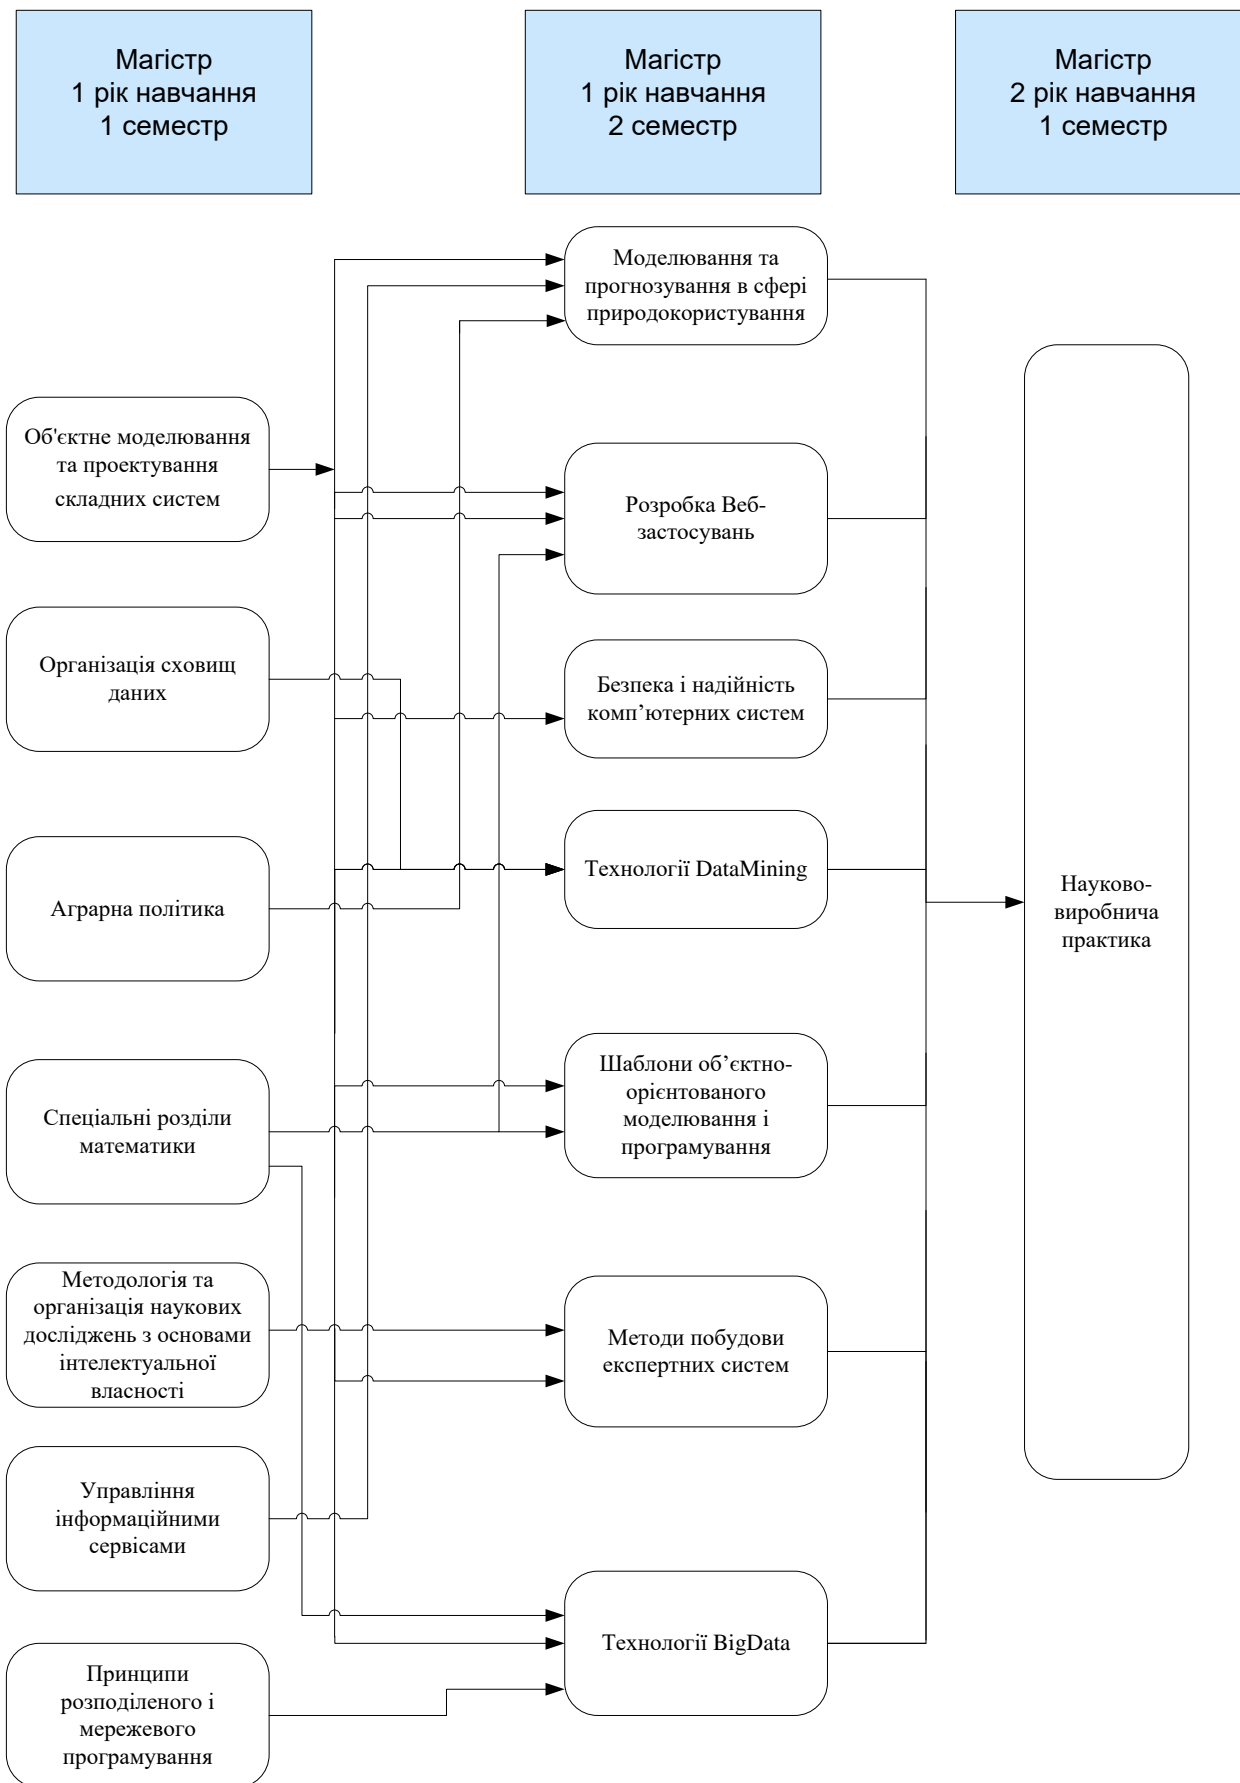 Магістр
1 рік навчання
1 семестр
Магістр
1 рік навчання
2 семестр
Магістр
2 рік навчання
1 семестр
Об'єктне моделювання
та проектування
складних систем
Організація сховищ
даних
Аграрна політика
Спеціальні розділи
математики
Методологія та
організація наукових
досліджень з основами
інтелектуальної
власності
Управління
інформаційними
сервісами
Принципи
розподіленого і
мережевого
програмування
Моделювання та
прогнозування в сфері
природокористування
Розробка Веб-
застосувань
Безпека і надійність
комп’ютерних систем
Технології DataMining
Шаблони об’єктно-
орієнтованого
моделювання і
програмування
Методи побудови
експертних систем
Технології BigData
Науково-
виробнича
практика